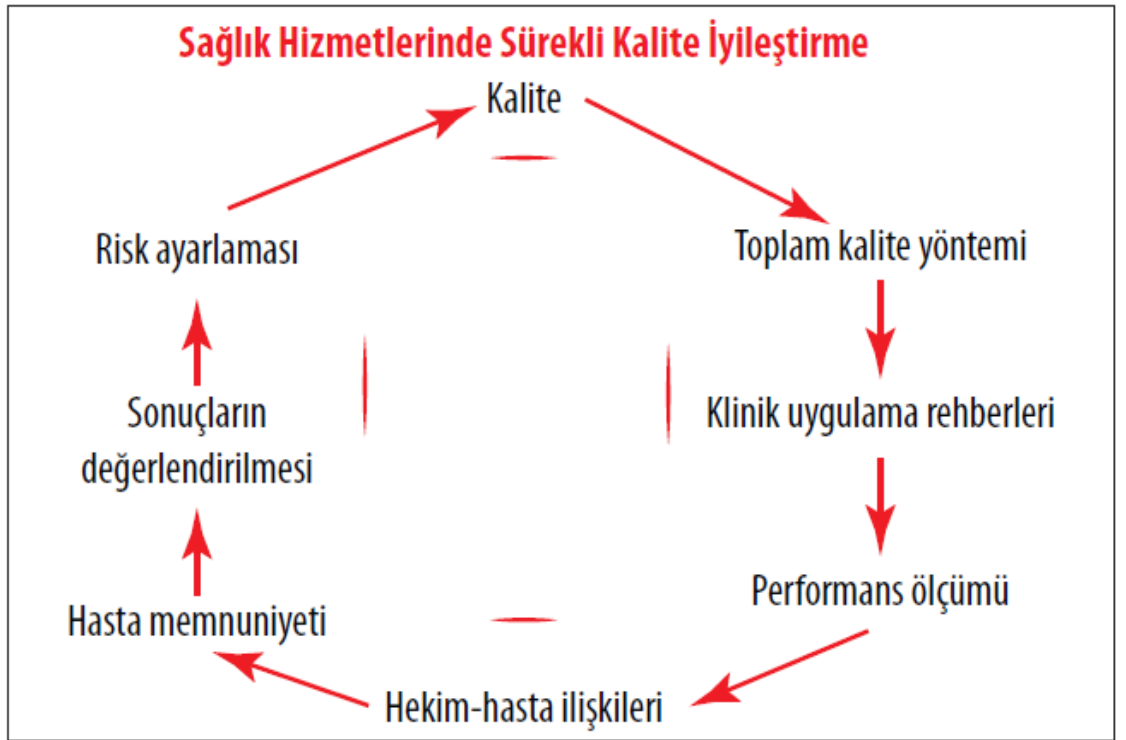 Sağlık Hizmetlerinde Sürekli Kalite İyileştirme
Kalite
Toplam kalite yöntemi
Klinik uygulama rehberleri
Performans ölçümü
Hekim-hasta ilişkileri
Hasta memnuniyeti
Sonuçların
değerlendirilmesi
Risk ayarlaması